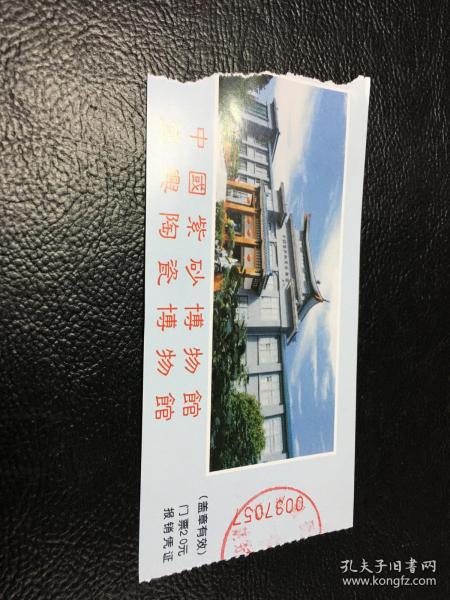 中國紫砂博物館
宜興陶瓷博物館
(盖章有效)
门票20元
报销凭证
0087057
孔夫子旧书网
www.kongfz.com